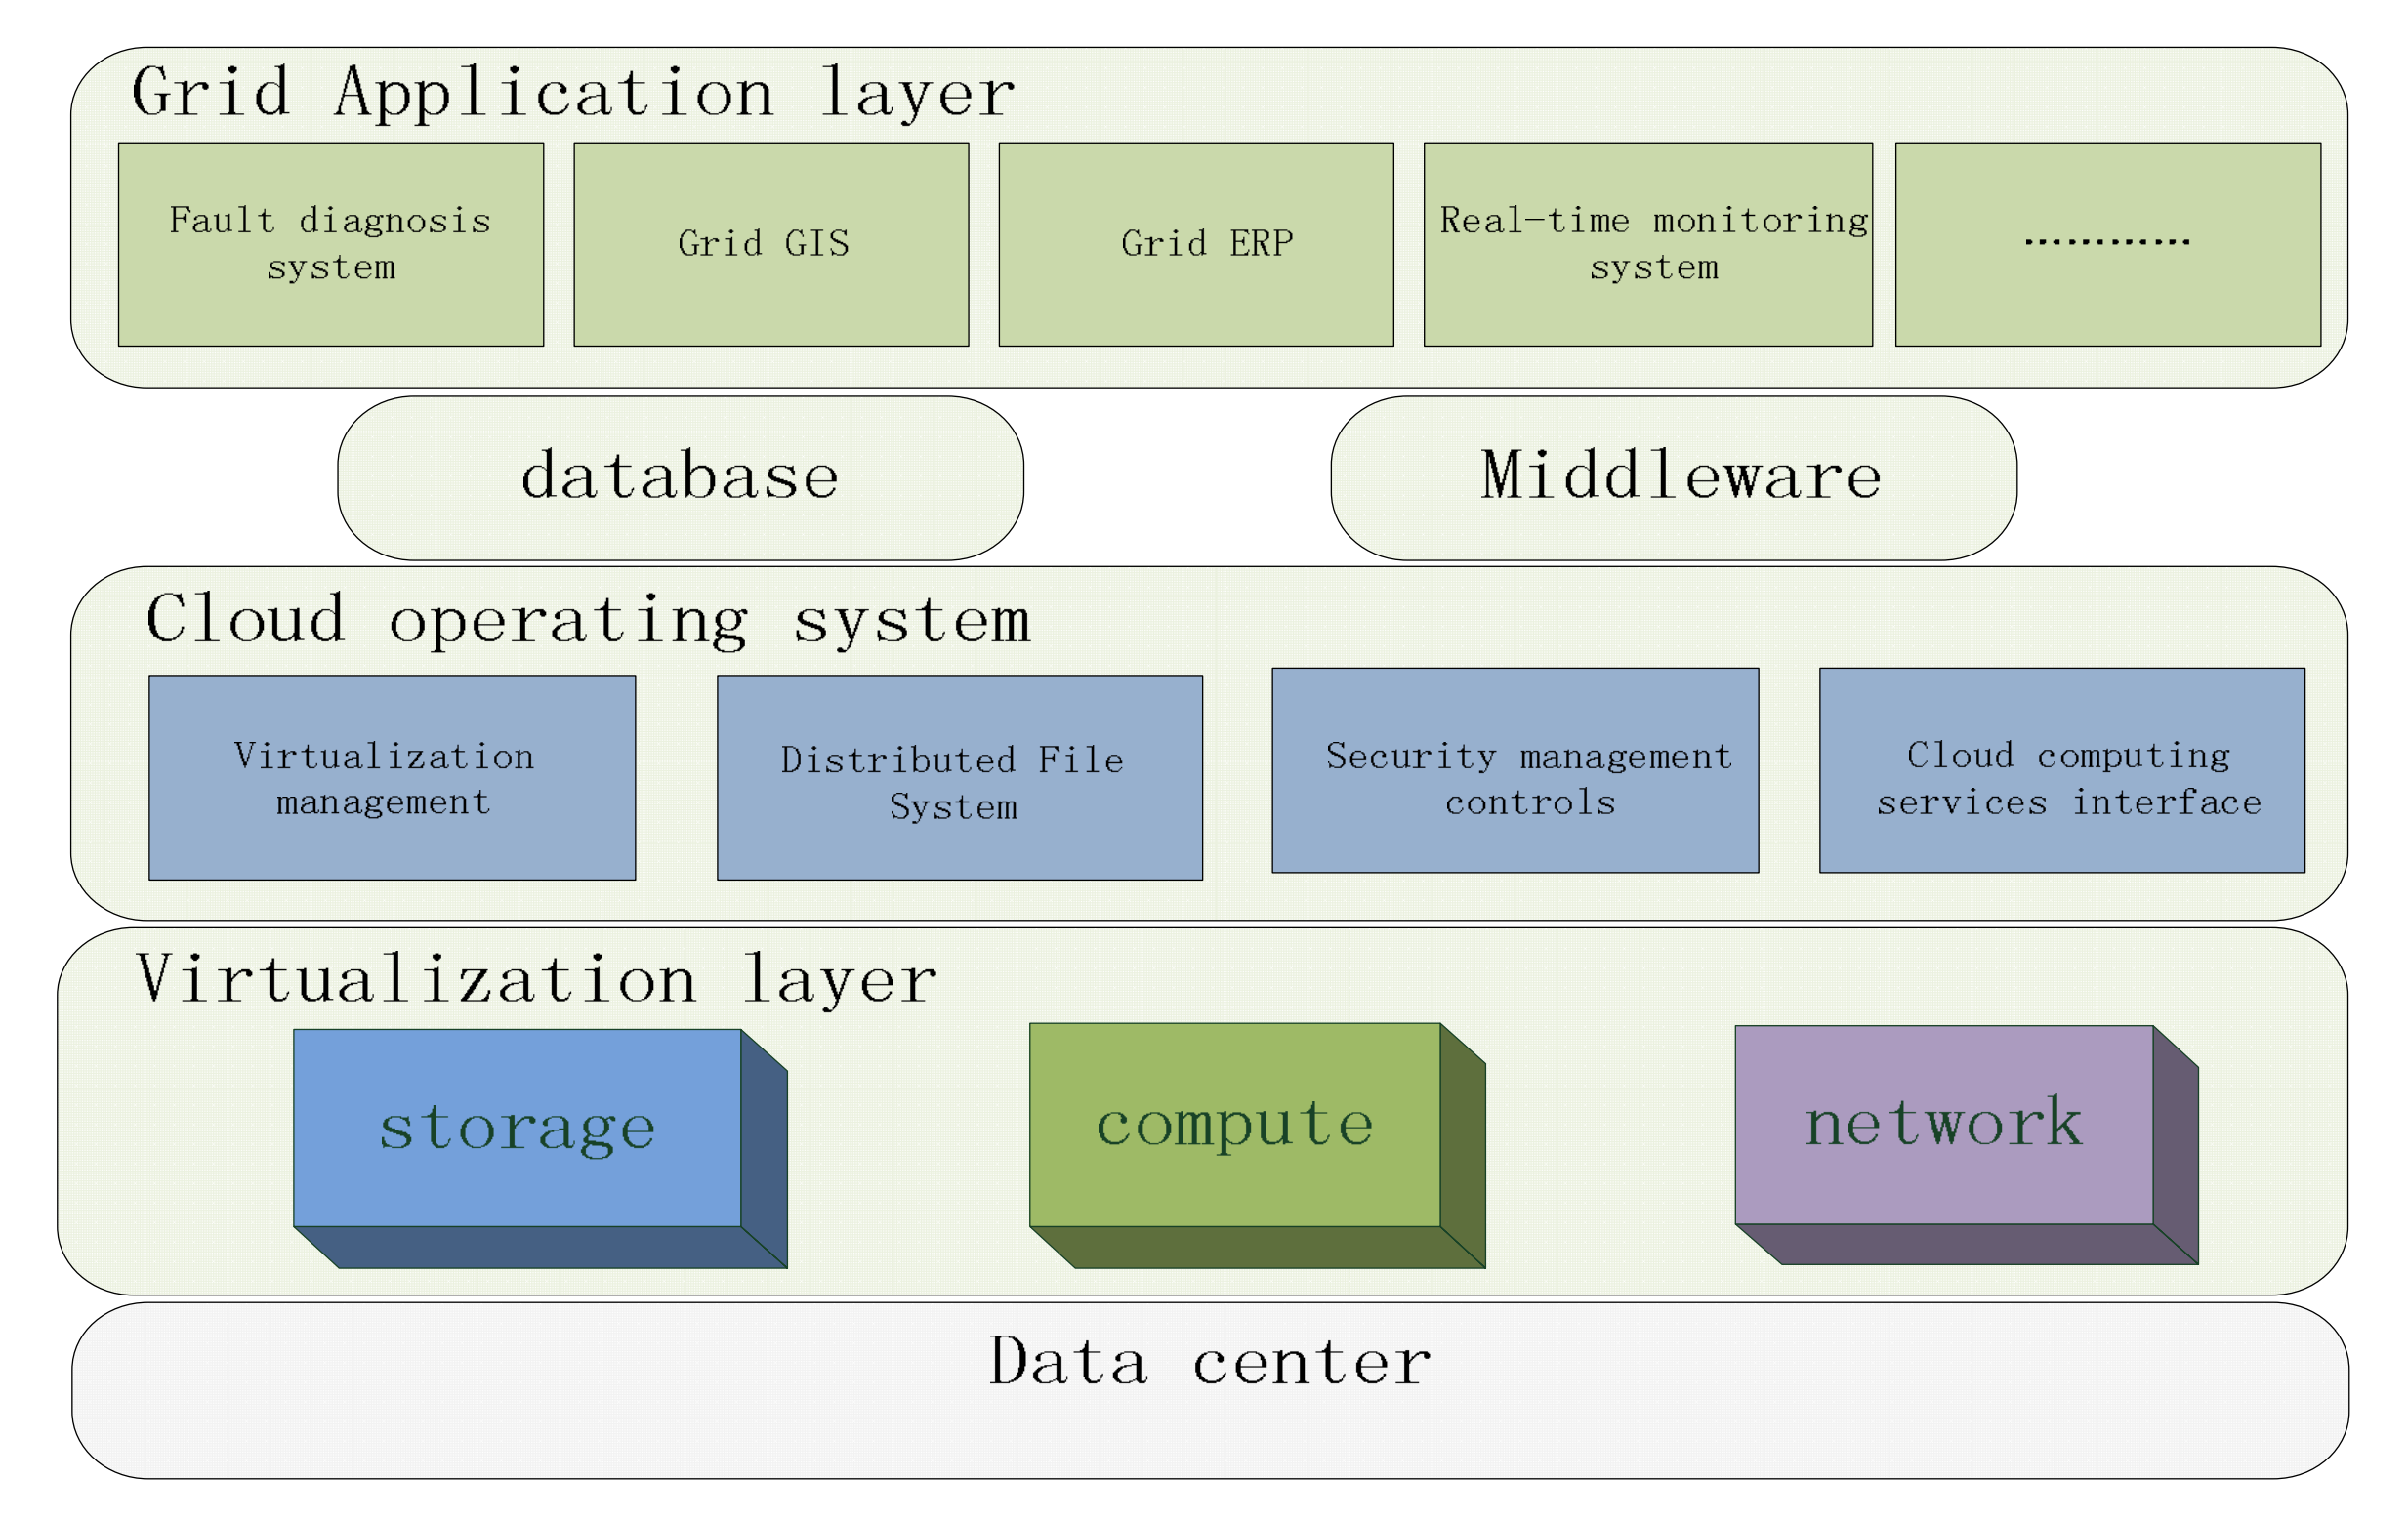 Grid Application layer
Fault diagnosis
system
Grid GIS
Grid ERP
Real-time monitoring
system
............
database
Middleware
Cloud operating system
Virtualization
management
Distributed File
System
Security management
controls
Cloud computing
services interface
Virtualization layer
storage
compute
network
Data center